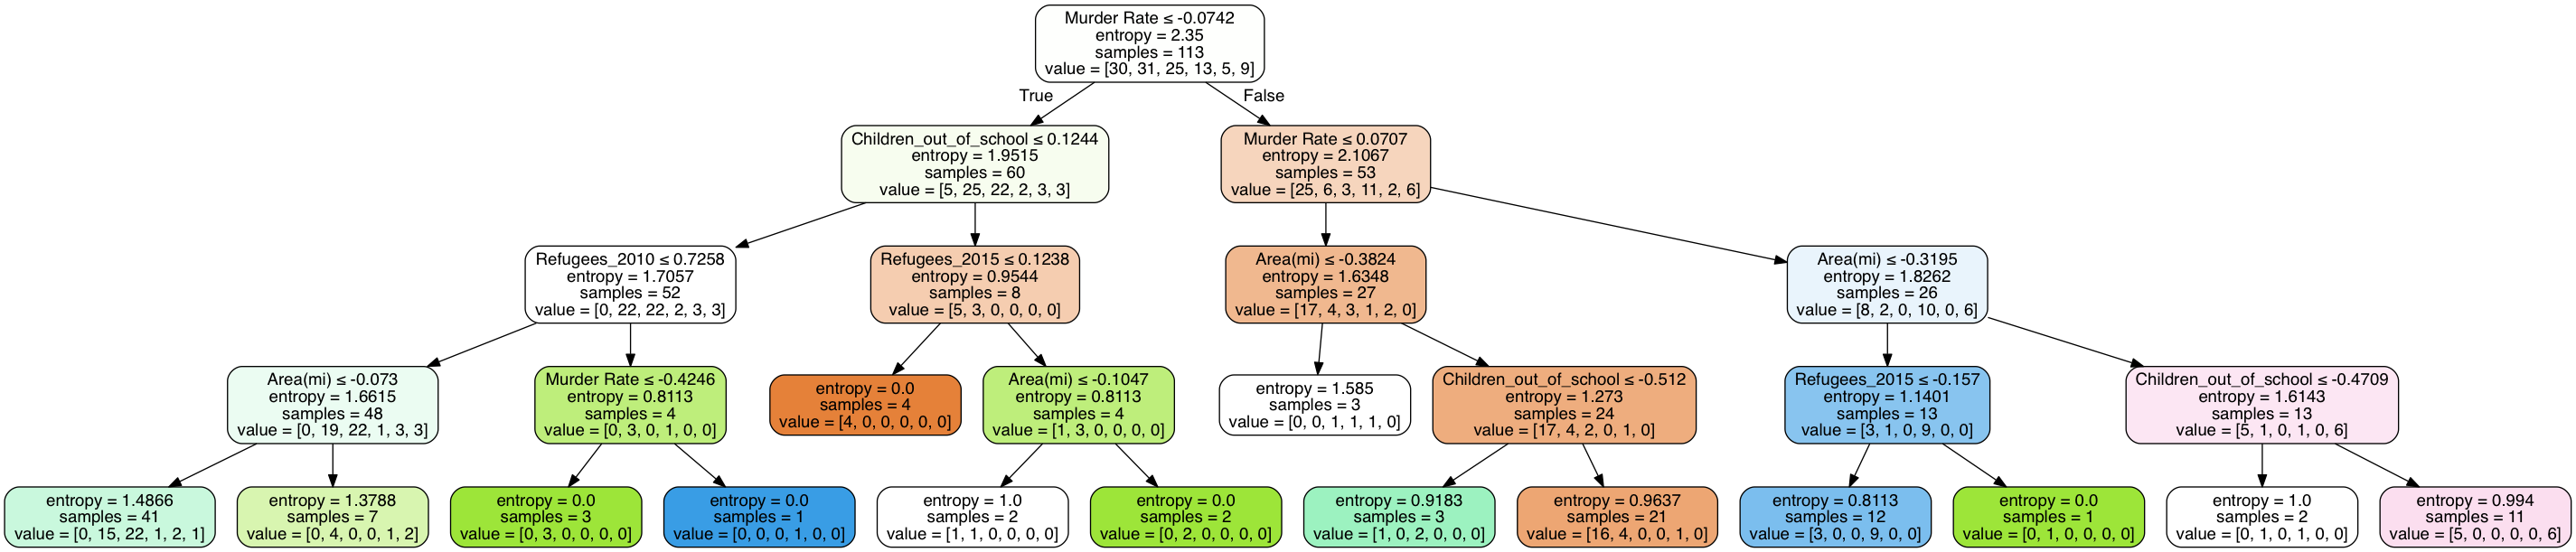 Murder Rate ≤ -0.0742
entropy = 2.35
samples = 113
value = [30, 31, 25, 13, 5, 9]
True
False
Children_out_of_school ≤ 0.1244
entropy = 1.9515
samples = 60
value = [5, 25, 22, 2, 3, 3]
Murder Rate ≤ 0.0707
entropy = 2.1067
samples = 53
value = [25, 6, 3, 11, 2, 6]
Refugees_2010 ≤ 0.7258
entropy = 1.7057
samples = 52
value = [0, 22, 22, 2, 3, 3]
Refugees_2015 ≤ 0.1238
entropy = 0.9544
samples = 8
value = [5, 3, 0, 0, 0, 0]
Area(mi) ≤ -0.3824
entropy = 1.6348
samples = 27
value = [17, 4, 3, 1, 2, 0]
Area(mi) ≤ -0.3195
entropy = 1.8262
samples = 26
value = [8, 2, 0, 10, 0, 6]
Area(mi) ≤ -0.073
entropy = 1.6615
samples = 48
value = [0, 19, 22, 1, 3, 3]
Murder Rate ≤ -0.4246
entropy = 0.8113
samples = 4
value = [0, 3, 0, 1, 0, 0]
entropy = 0.0
samples = 4
value = [4, 0, 0, 0, 0, 0]
Area(mi) ≤ -0.1047
entropy = 0.8113
samples = 4
value = [1, 3, 0, 0, 0, 0]
entropy = 1.585
samples = 3
value = [0, 0, 1, 1, 1, 0]
Children_out_of_school ≤ -0.512
entropy = 1.273
samples = 24
value = [17, 4, 2, 0, 1, 0]
Refugees_2015 ≤ -0.157
entropy = 1.1401
samples = 13
value = [3, 1, 0, 9, 0, 0]
Children_out_of_school ≤ -0.4709
entropy = 1.6143
samples = 13
value = [5, 1, 0, 1, 0, 6]
entropy = 1.4866
samples = 41
value = [0, 15, 22, 1, 2, 1]
entropy = 1.3788
samples = 7
value = [0, 4, 0, 0, 1, 2]
entropy = 0.0
samples = 3
value = [0, 3, 0, 0, 0, 0]
entropy = 0.0
samples = 1
value = [0, 0, 0, 1, 0, 0]
entropy = 1.0
samples = 2
value = [1, 1, 0, 0, 0, 0]
entropy = 0.0
samples = 2
value = [0, 2, 0, 0, 0, 0]
entropy = 0.9183
samples = 3
value = [1, 0, 2, 0, 0, 0]
entropy = 0.9637
samples = 21
value = [16, 4, 0, 0, 1, 0]
entropy = 0.8113
samples = 12
value = [3, 0, 0, 9, 0, 0]
entropy = 0.0
samples = 1
value = [0, 1, 0, 0, 0, 0]
entropy = 1.0
samples = 2
value = [0, 1, 0, 1, 0, 0]
entropy = 0.994
samples = 11
value = [5, 0, 0, 0, 0, 6]